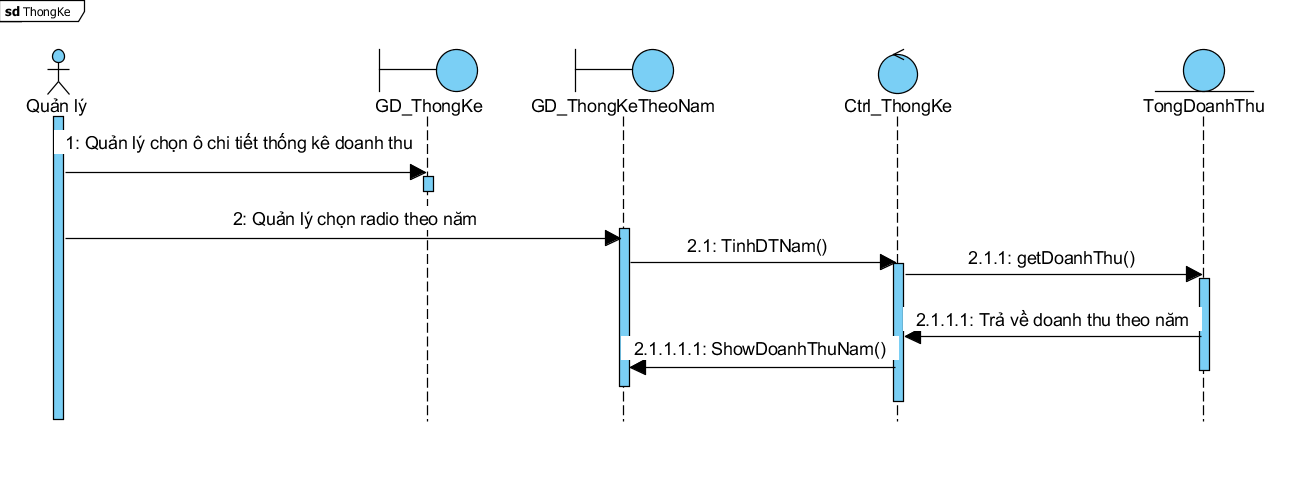 sd ThongKe
Quản lý
GD_ThongKe
GD_ThongKeTheoNam
Ctrl_ThongKe
TongDoanhThu
1: Quản lý chọn ô chi tiết thống kê doanh thu
2: Quản lý chọn radio theo năm
2.1: TinhDTNam()
2.1.1: getDoanhThu()
2.1.1.1: Trả về doanh thu theo năm
2.1.1.1.1: ShowDoanhThuNam()